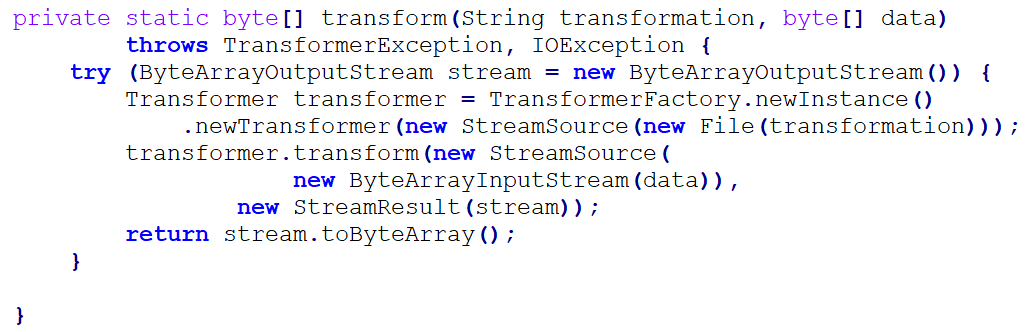 private static byte[] transform(String transformation, byte[] data)
        throws TransformerException, IOException {
    try (ByteArrayOutputStream stream = new ByteArrayOutputStream()) {
        Transformer transformer = TransformerFactory.newInstance()
            .newTransformer(new StreamSource(new File(transformation)));
        transformer.transform(new StreamSource(
                    new ByteArrayInputStream(data)),
                new StreamResult(stream));
        return stream.toByteArray();
    }

}